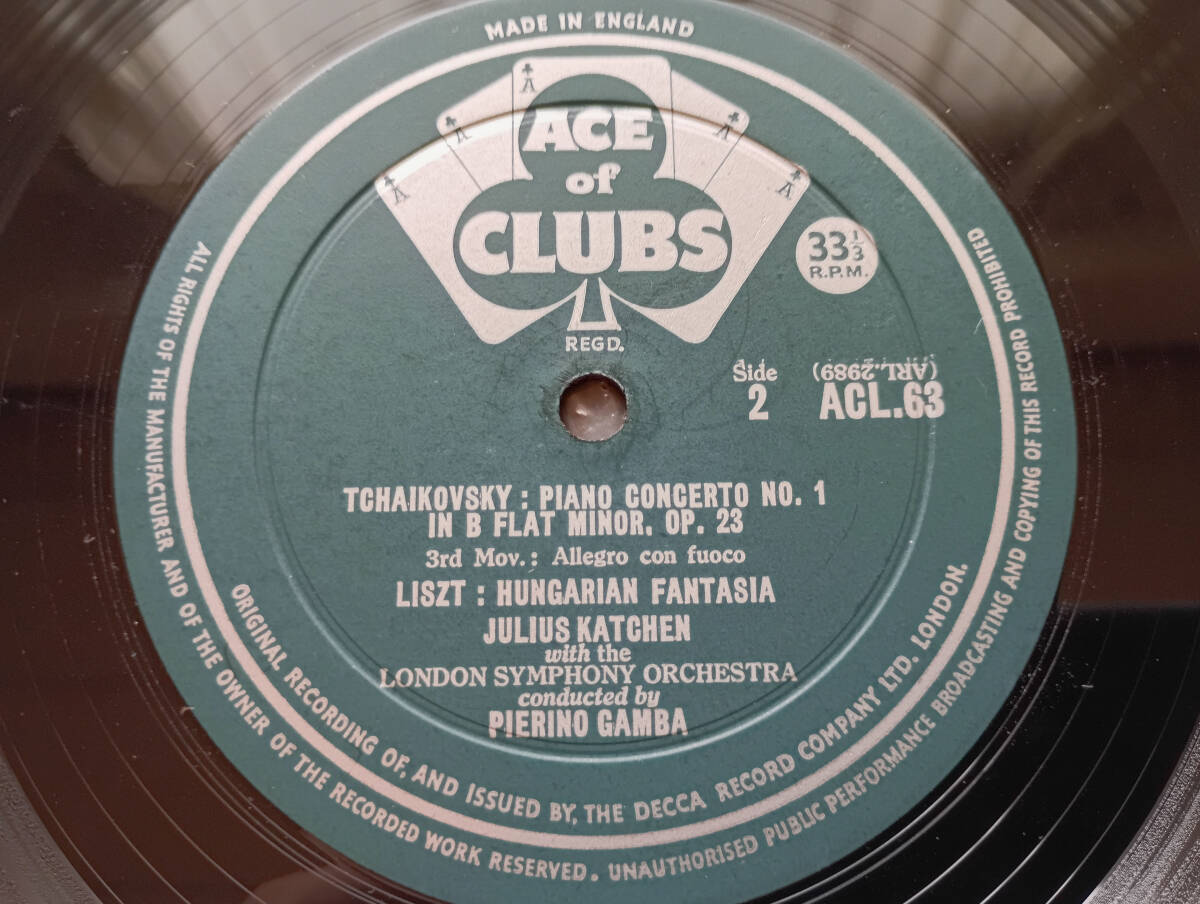 MADE IN ENGLAND
A
A
A
A
A
ACE
of
CLUBS
REGD.
33 1/3
R.P.M.
Side
2
(ARL-2989)
ACL.63
TCHAIKOVSKY : PIANO CONCERTO NO. 1
IN B FLAT MINOR, OP. 23
3rd Mov.: Allegro con fuoco
LISZT : HUNGARIAN FANTASIA
JULIUS KATCHEN
with the
LONDON SYMPHONY ORCHESTRA
conducted by
PIERINO GAMBA
ORIGINAL RECORDING OF, AND ISSUED BY, THE DECCA RECORD COMPANY LTD. LONDON.
ALL RIGHTS OF THE MANUFACTURER AND OF THE OWNER OF THE RECORDED WORK RESERVED. UNAUTHORISED PUBLIC PERFORMANCE BROADCASTING AND COPYING OF THIS RECORD PROHIBITED